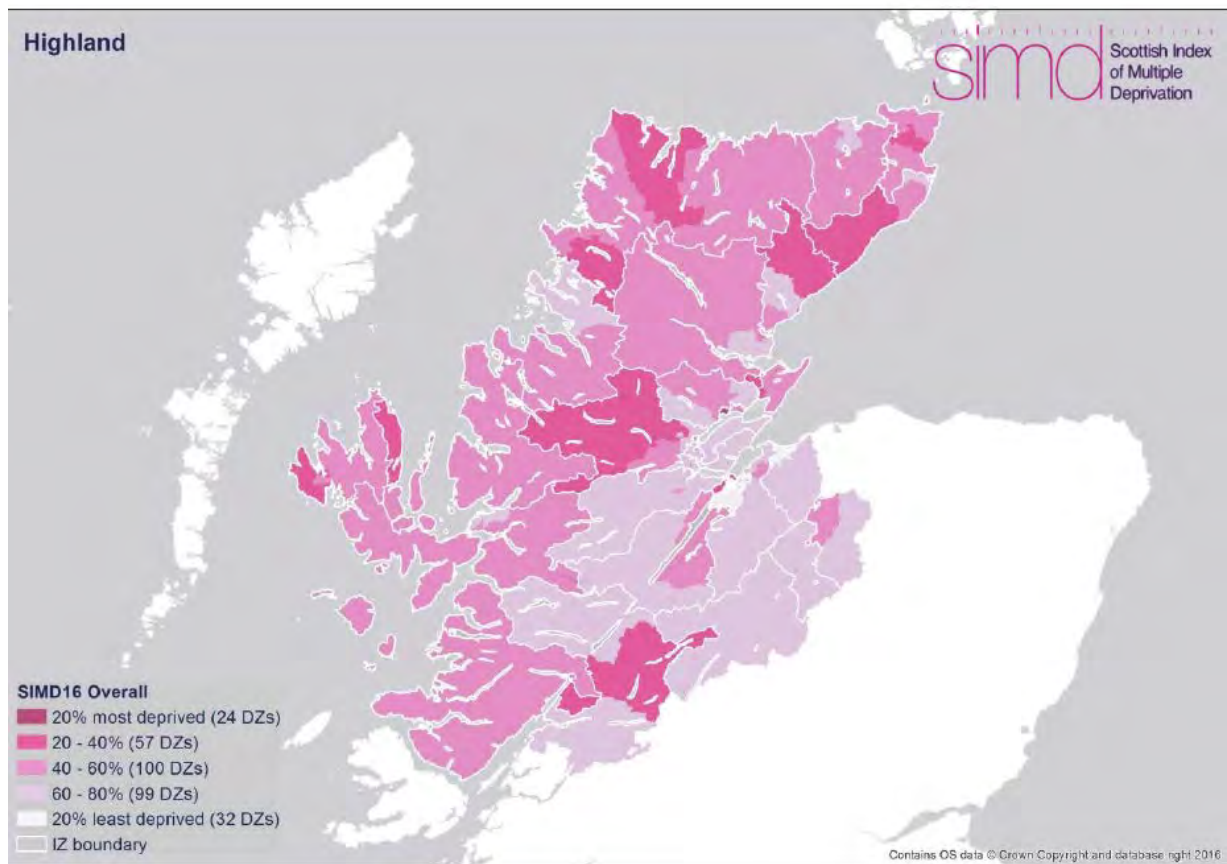 Highland
simd
Scottish Index
of Multiple
Deprivation
SIMD16 Overall
20% most deprived (24 DZs)
20 - 40% (57 DZs)
40 - 60% (100 DZs)
60 - 80% (99 DZs)
20% least deprived (32 DZs)
IZ boundary
Contains OS data © Crown Copyright and database right 2016